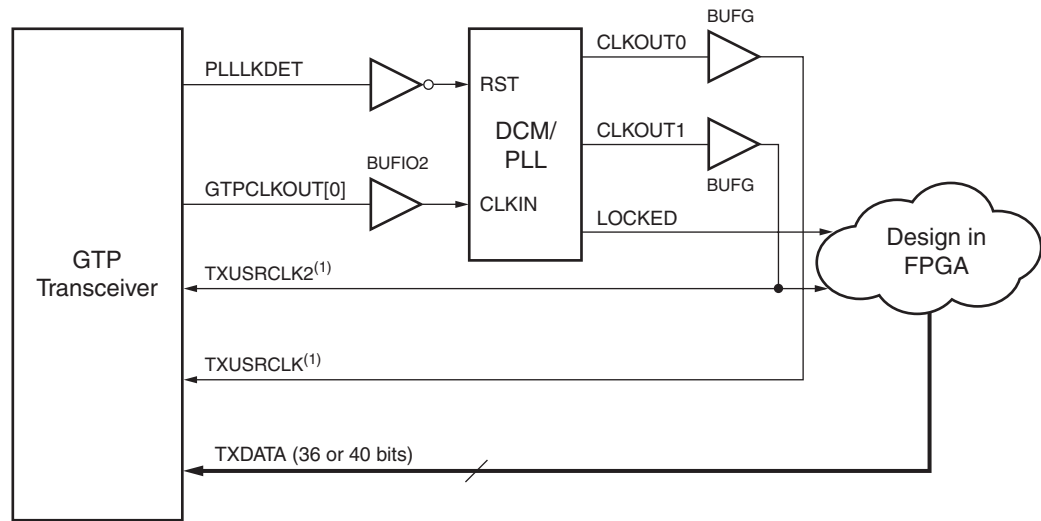 BUFG
CLKOUT0
PLLLKDET
RST
DCM/
PLL
CLKOUT1
BUFG
BUFIO2
GTPCLKOUT[0]
CLKIN
LOCKED
GTP
Transceiver
Design in
FPGA
TXUSRCLK2(1)
TXUSRCLK(1)
TXDATA (36 or 40 bits)